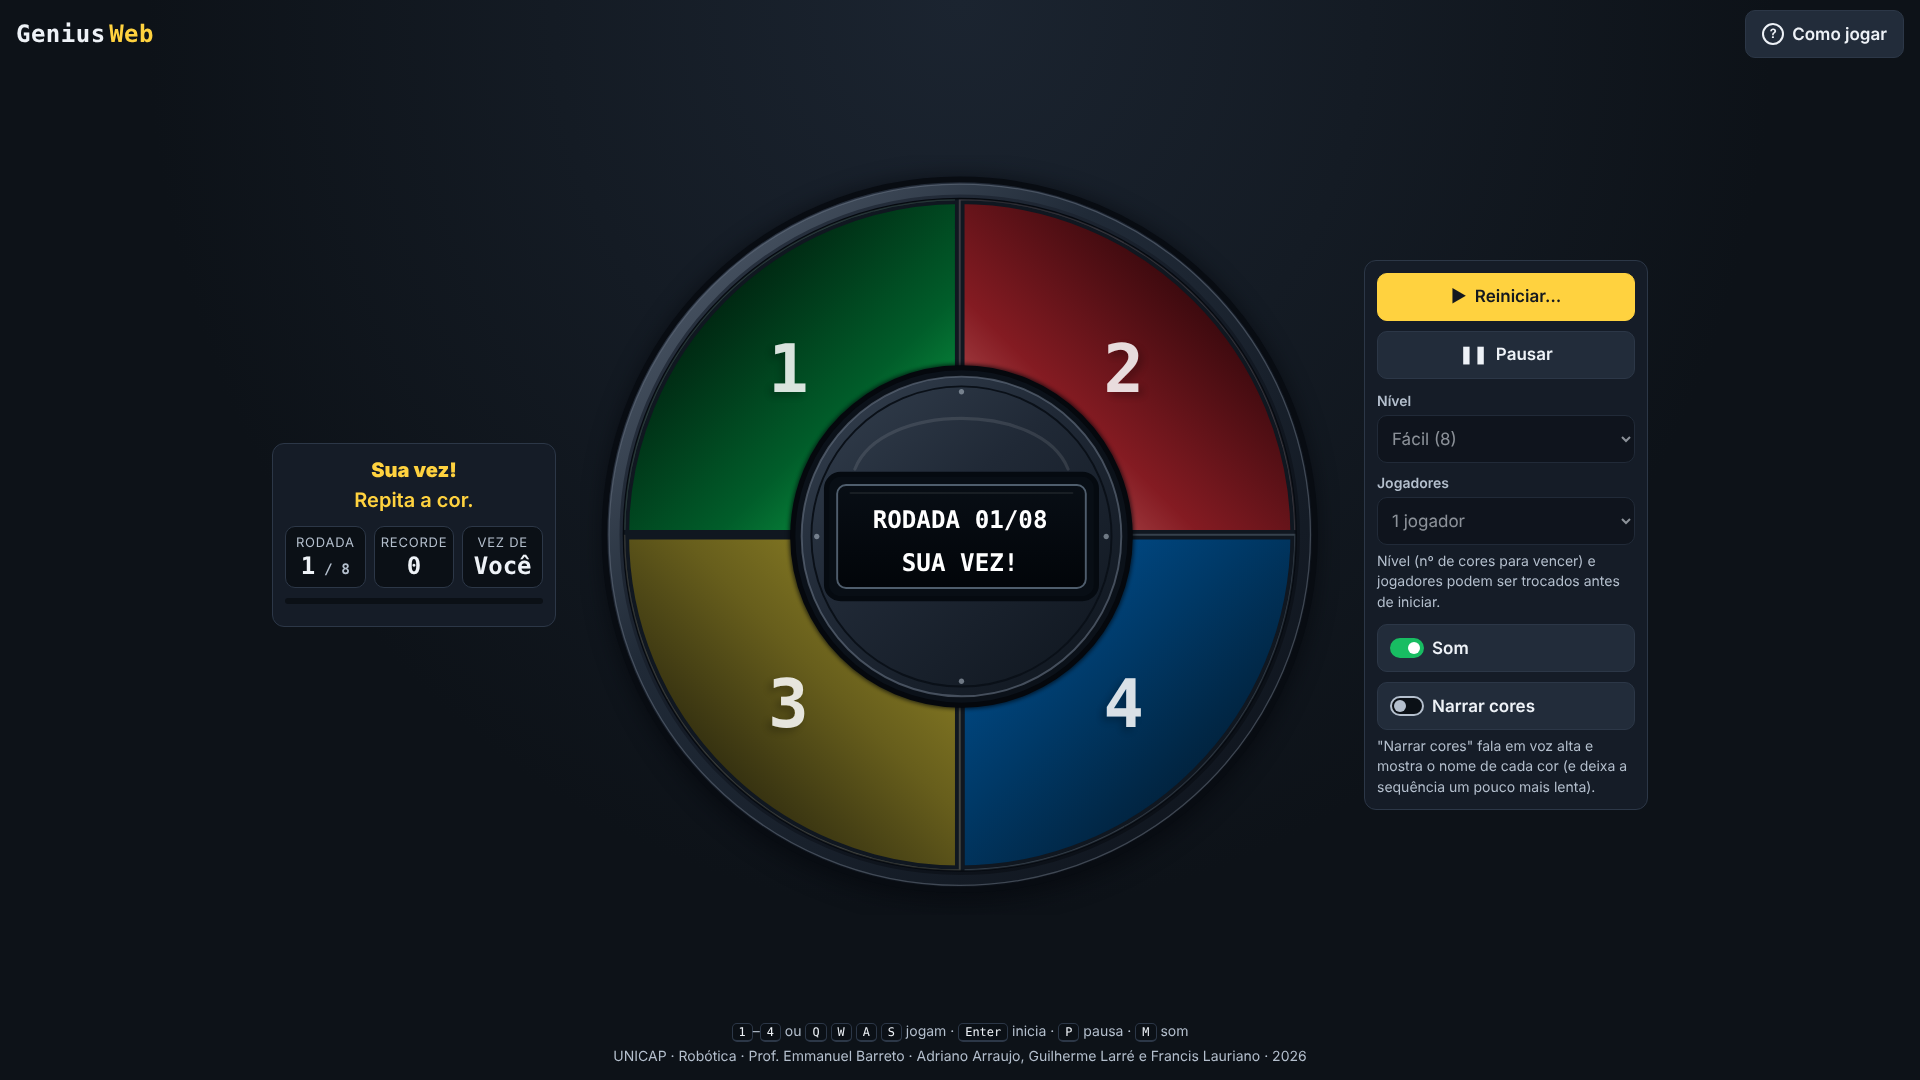 GeniusWeb
? Como jogar
Sua vez!
Repita a cor.
RODADA
1 / 8
RECORDE
0
VEZ DE
Você
1
2
3
4
RODADA 01/08
SUA VEZ!
Reiniciar...
Pausar
Nível
Fácil (8)
Jogadores
1 jogador
Nível (nº de cores para vencer) e
jogadores podem ser trocados antes
de iniciar.
Som
Narrar cores
"Narrar cores" fala em voz alta e
mostra o nome de cada cor (e deixa a
sequência um pouco mais lenta).
1–4 ou Q W A S jogam · Enter inicia · P pausa · M som
UNICAP · Robótica · Prof. Emmanuel Barreto · Adriano Araujo, Guilherme Larré e Francis Lauriano · 2026